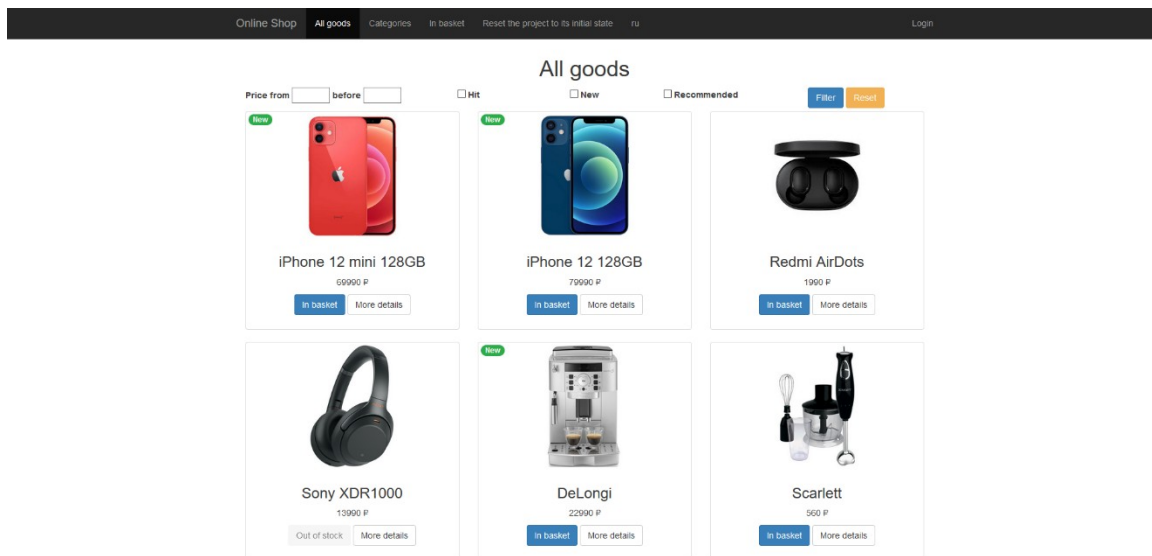 Online Shop All goods Categories In basket Reset the project to its initial state ru Login
All goods
Price from before Hit New Recommended Filter Reset
New New
iPhone 12 mini 128GB iPhone 12 128GB Redmi AirDots
69990 ₽ 79990 ₽ 1990 ₽
In basket More details In basket More details In basket More details
New
Sony XDR1000 DeLongi Scarlett
13990 ₽ 22990 ₽ 560 ₽
Out of stock More details In basket More details In basket More details